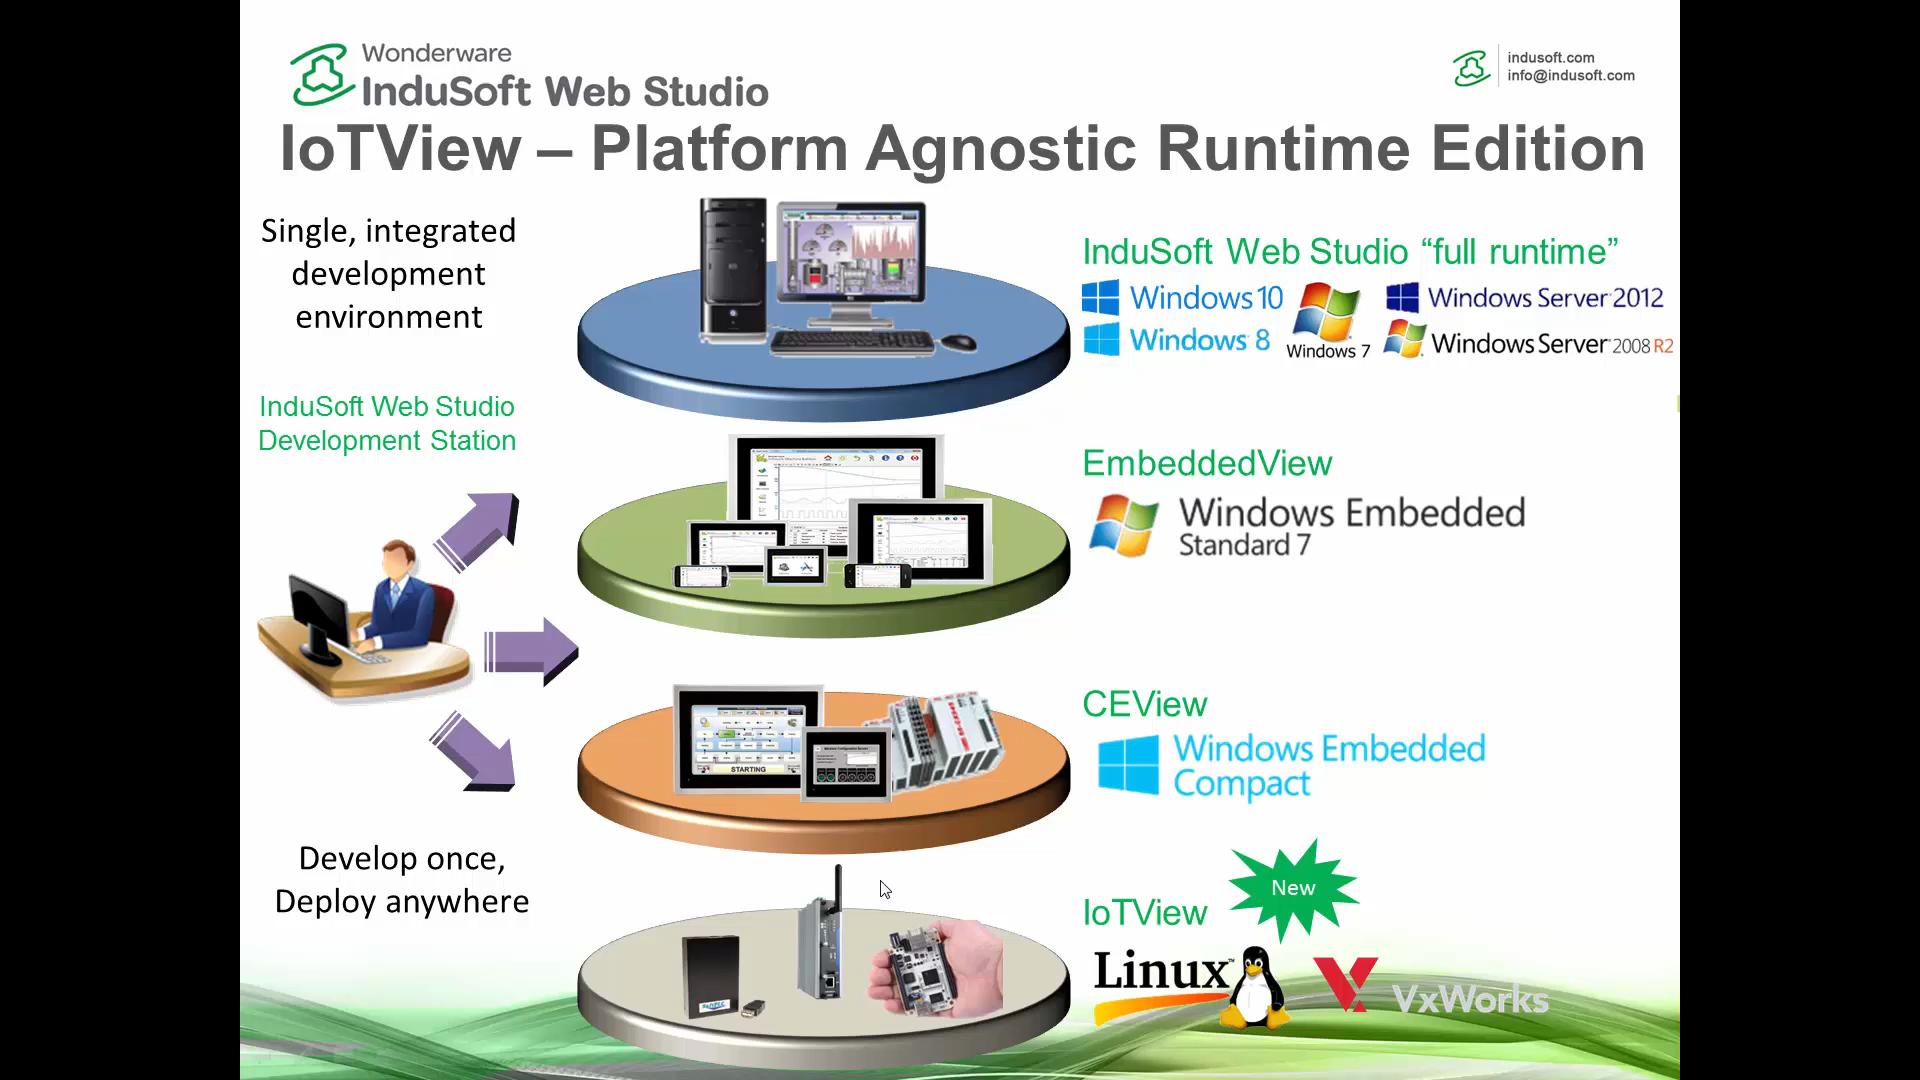 Wonderware
InduSoft Web Studio
indusoft.com
info@indusoft.com
IoTView – Platform Agnostic Runtime Edition
Single, integrated
development
environment
InduSoft Web Studio
Development Station
Develop once,
Deploy anywhere
InduSoft Web Studio “full runtime”
Windows 10
Windows 8
Windows 7
Windows Server 2012
Windows Server 2008 R2
EmbeddedView
Windows Embedded
Standard 7
CEView
Windows Embedded
Compact
STARTING
New
IoTView
Linux™
VxWorks